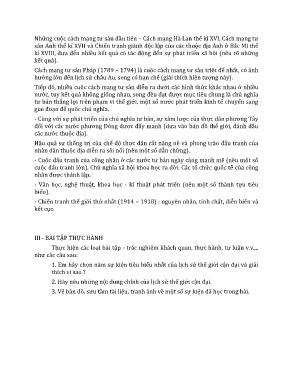 Những cuộc cách mạng tư sản đầu tiên - Cách mạng Hà Lan thế kỉ XVI, Cách mạng tư
sản Anh thế kỉ XVII và Chiến tranh giành độc lập của các thuộc địa Anh ở Bắc Mĩ thế
kỉ XVIII, đưa đến nhiều kết quả có tác động đến sự phát triển xã hội (nêu rõ những
kết quả).
Cách mạng tư sản Pháp (1789 – 1794) là cuộc cách mạng tư sản triệt để nhất, có ảnh
hưởng lớn đến lịch sử châu Âu, song có hạn chế (giải thích hiện tượng này).
Tiếp đó, nhiều cuộc cách mạng tư sản diễn ra dưới các hình thức khác nhau ở nhiều
nước, tuy kết quả không giống nhau, song đều đạt được mục tiêu chung là chủ nghĩa
tư bản thắng lợi trên phạm vi thế giới, một số nước phát triển kinh tế chuyển sang
giai đoạn đế quốc chủ nghĩa.
- Cùng với sự phát triển của chủ nghĩa tư bản, sự xâm lược của thực dân phương Tây
đối với các nước phương Đông được đẩy mạnh (dựa vào bản đồ thế giới, đánh dấu
các nước thuộc địa).
Hậu quả sự thống trị của chế độ thực dân rất nặng nề và phong trào đấu tranh của
nhân dân thuộc địa diễn ra sôi nổi (nêu một số dẫn chứng).
- Cuộc đấu tranh của công nhân ở các nước tư bản ngày càng mạnh mẽ (nêu một số
cuộc đấu tranh lớn). Chủ nghĩa xã hội khoa học ra đời. Các tổ chức quốc tế của công
nhân được thành lập.
- Văn học, nghệ thuật, khoa học - kĩ thuật phát triển (nêu một số thành tựu tiêu
biểu).
- Chiến tranh thế giới thứ nhất (1914 – 1918) : nguyên nhân, tính chất, diễn biến và
kết cục.
III - BÀI TẬP THỰC HÀNH
Thực hiện các loại bài tập - trắc nghiệm khách quan, thực hành, tự luận v.v...,
như các câu sau:
1. Em hãy chọn năm sự kiện tiêu biểu nhất của lịch sử thế giới cận đại và giải
thích vì sao ?
2. Hãy nêu những nội dung chính của lịch sử thế giới cận đại.
3. Vẽ bản đồ, sưu tầm tài liệu, tranh ảnh về một số sự kiện đã học trong bài.